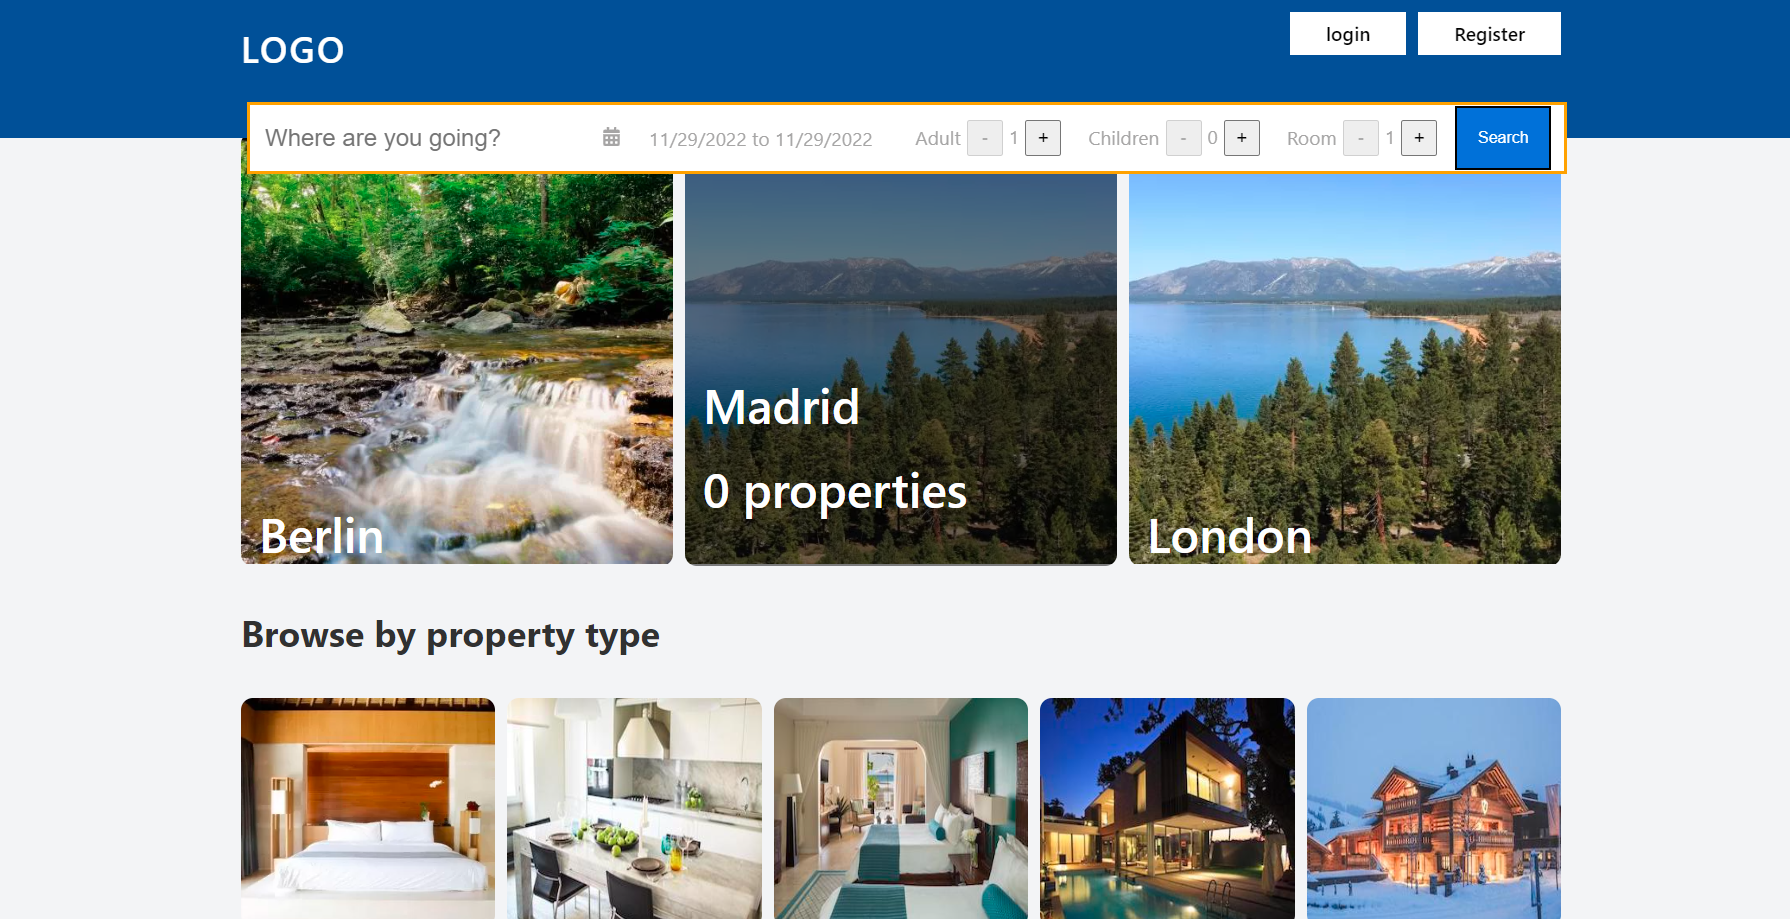 LOGO
login
Register
Where are you going?
11/29/2022 to 11/29/2022
Adult - 1 +
Children - 0 +
Room - 1 +
Search
Berlin
Madrid
0 properties
London
Browse by property type